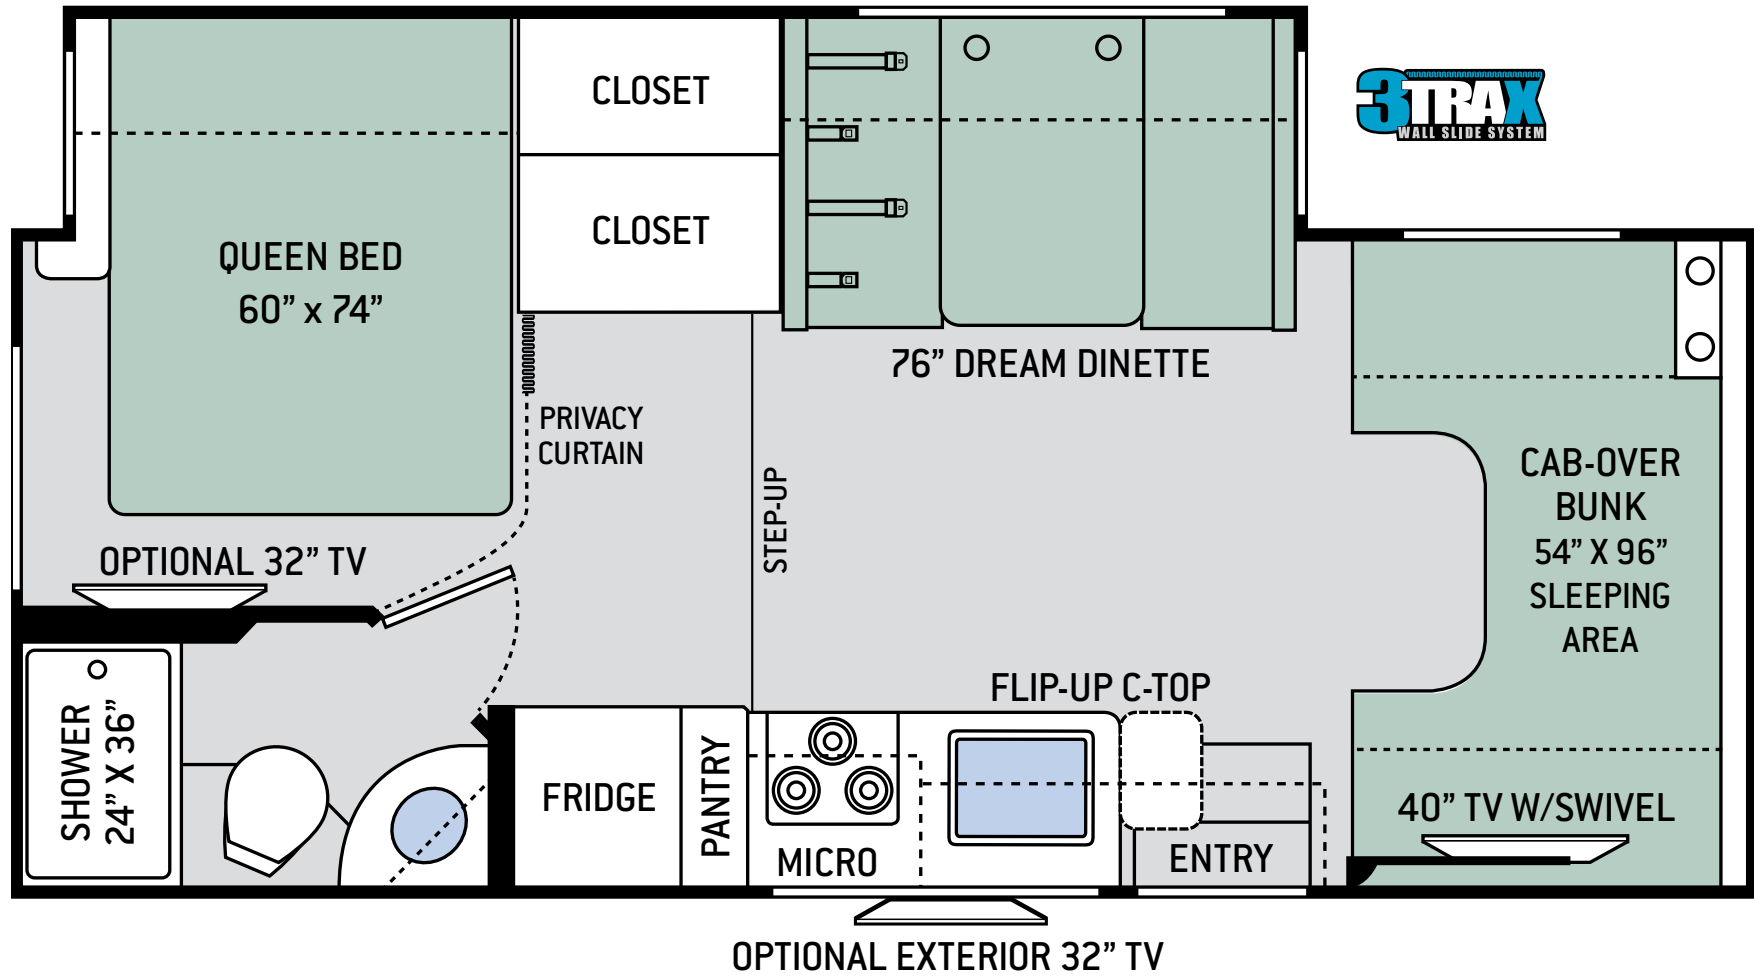 CLOSET
3TRAX
WALL SLIDE SYSTEM
CLOSET
QUEEN BED
60” x 74”
76” DREAM DINETTE
PRIVACY
CURTAIN
STEP-UP
CAB-OVER
BUNK
54” X 96”
SLEEPING
AREA
OPTIONAL 32” TV
FLIP-UP C-TOP
SHOWER
24” X 36”
FRIDGE
PANTRY
MICRO
ENTRY
40” TV W/SWIVEL
OPTIONAL EXTERIOR 32” TV